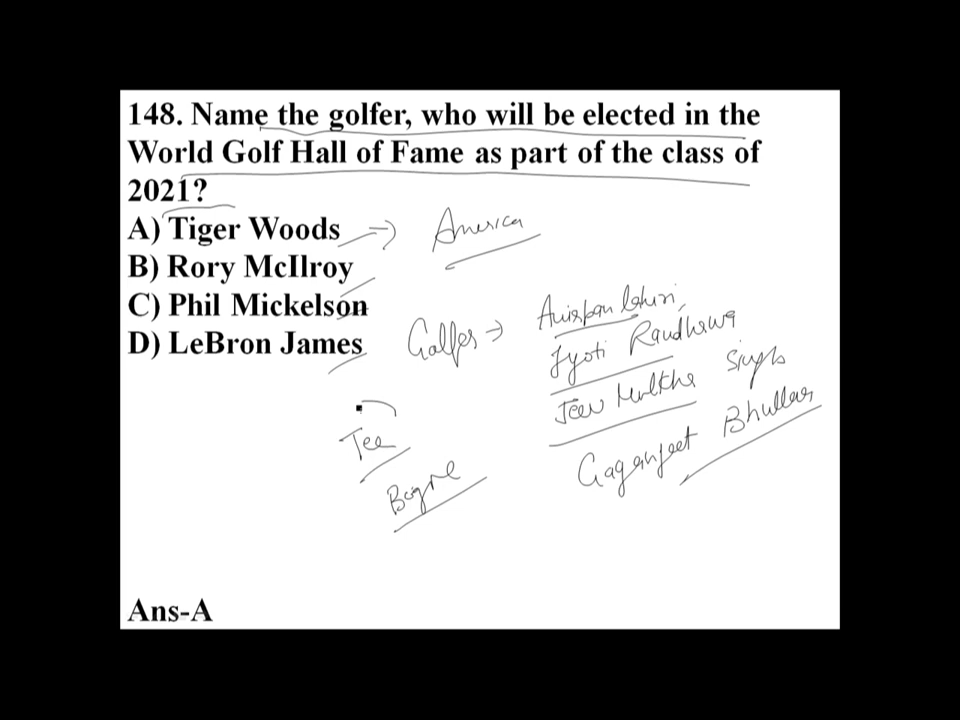 148. Name the golfer, who will be elected in the
World Golf Hall of Fame as part of the class of
2021?
A) Tiger Woods => America
B) Rory McIlroy
C) Phil Mickelson
D) LeBron James
Golfers →
Jyoti Randhawa
Jeev Milkha Singh
Gaganjeet Bhullar
Tee
Ans-A